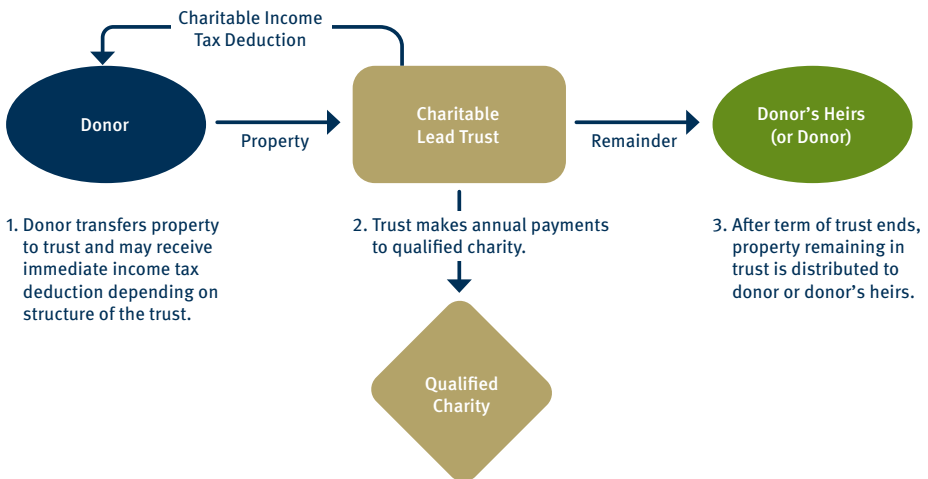 Charitable Income
Tax Deduction
Donor
Property
Charitable
Lead Trust
Remainder
Donor’s Heirs
(or Donor)
1. Donor transfers property
to trust and may receive
immediate income tax
deduction depending on
structure of the trust.
2. Trust makes annual payments
to qualified charity.
3. After term of trust ends,
property remaining in
trust is distributed to
donor or donor’s heirs.
Qualified
Charity